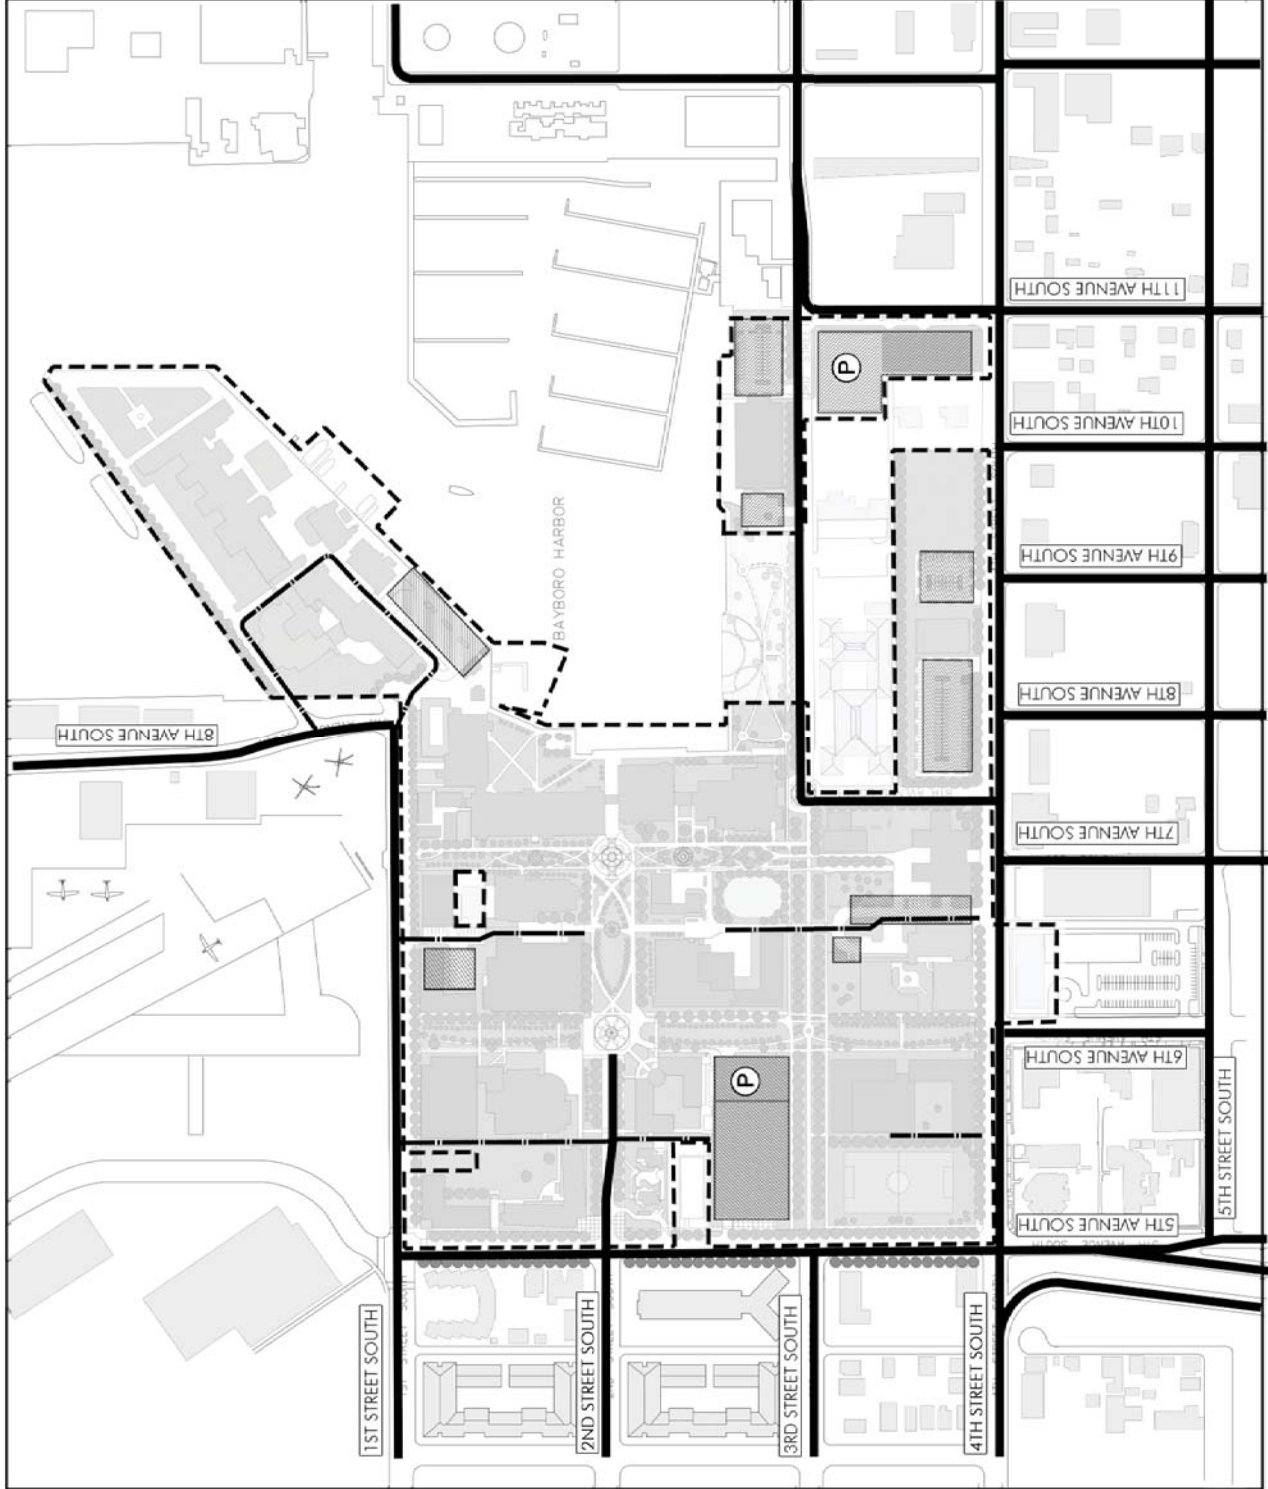 11TH AVENUE SOUTH
10TH AVENUE SOUTH
BAYBORO HARBOR
9TH AVENUE SOUTH
8TH AVENUE SOUTH
8TH AVENUE SOUTH
7TH AVENUE SOUTH
6TH AVENUE SOUTH
5TH AVENUE SOUTH
5TH STREET SOUTH
1ST STREET SOUTH
2ND STREET SOUTH
3RD STREET SOUTH
4TH STREET SOUTH
P
P